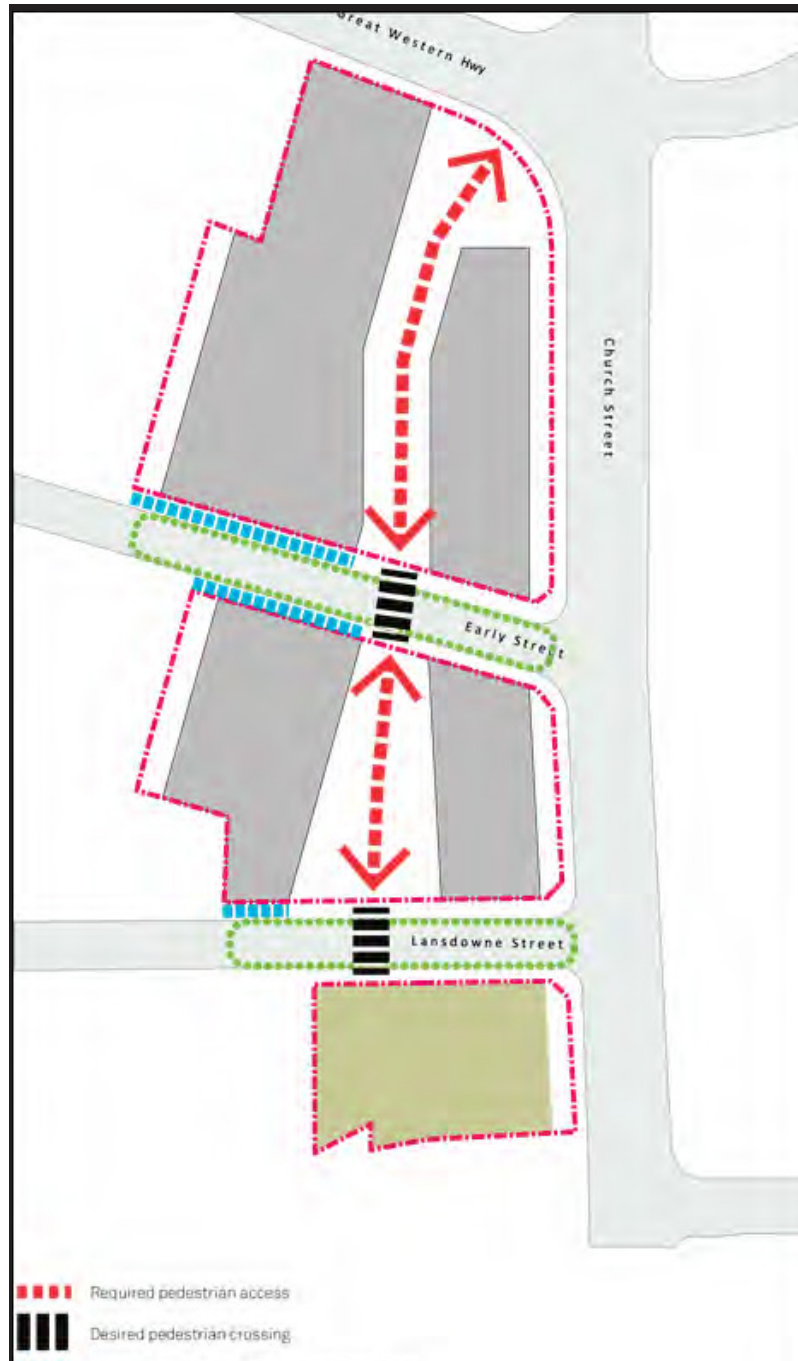 Great Western Hwy
Church Street
Early Street
Lansdowne Street
Required pedestrian access
Desired pedestrian crossing